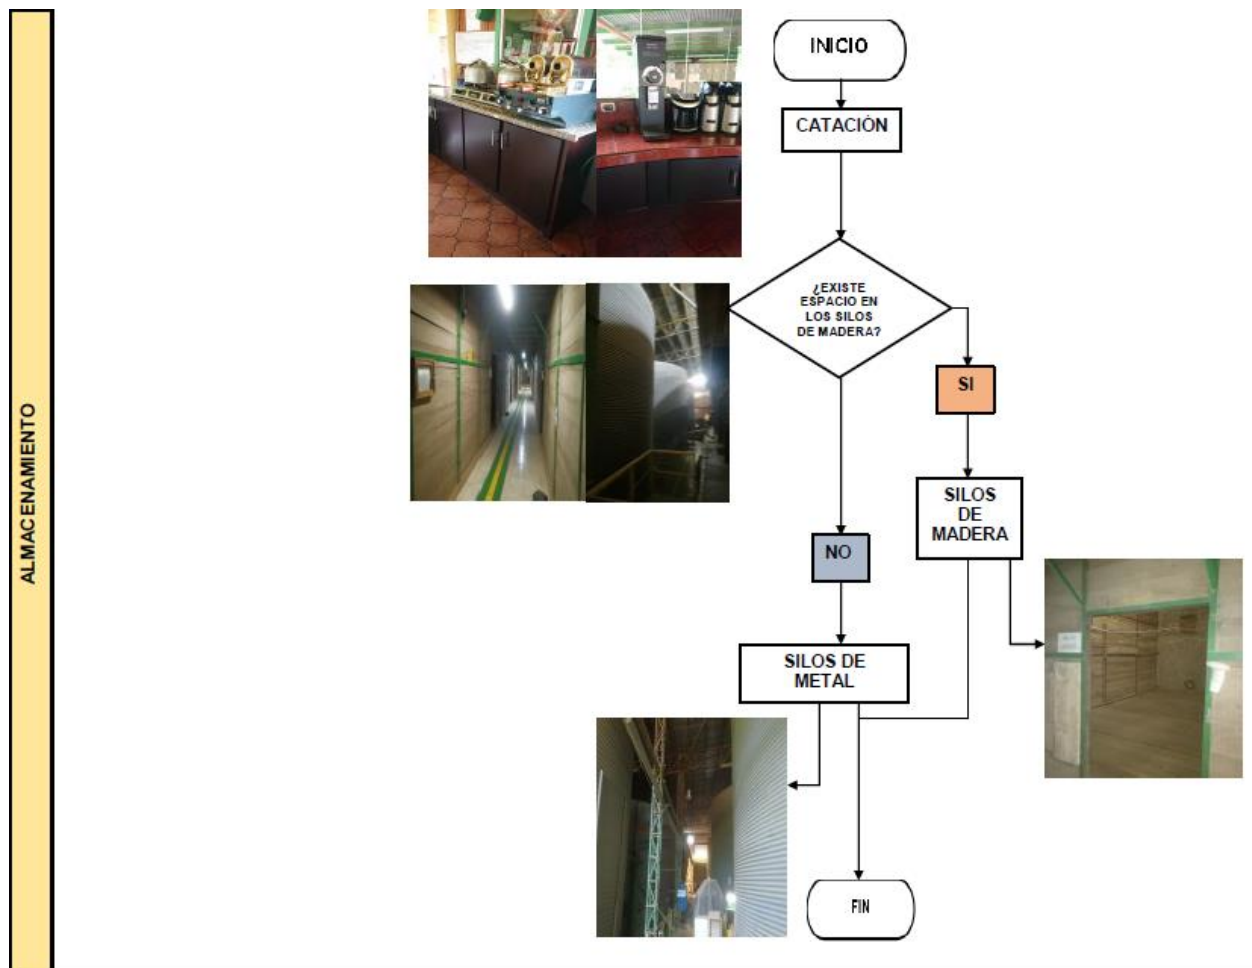 ALMACENAMIENTO
INICIO
CATACIÓN
¿EXISTE
ESPACIO EN
LOS SILOS
DE MADERA?
SI
SILOS
DE
MADERA
NO
SILOS DE
METAL
FIN